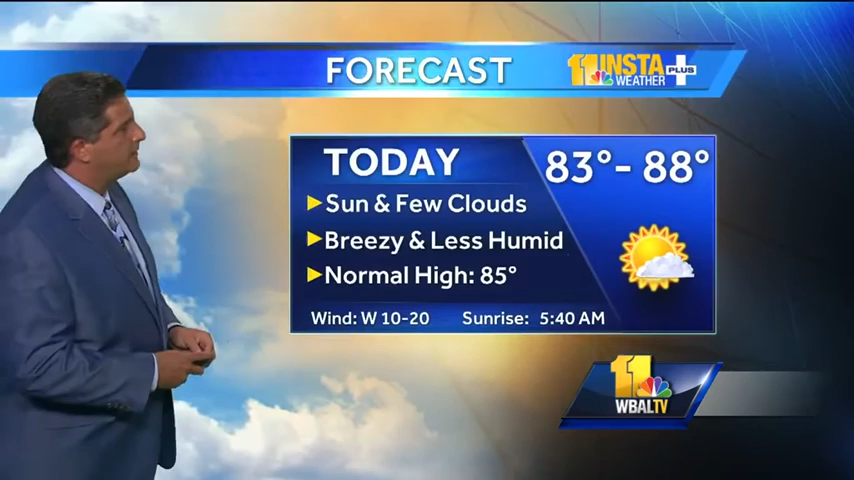 FORECAST
11 INSTA
WEATHER PLUS
TODAY
83°- 88°
Sun & Few Clouds
Breezy & Less Humid
Normal High: 85°
Wind: W 10-20 Sunrise: 5:40 AM
11
WBALTV